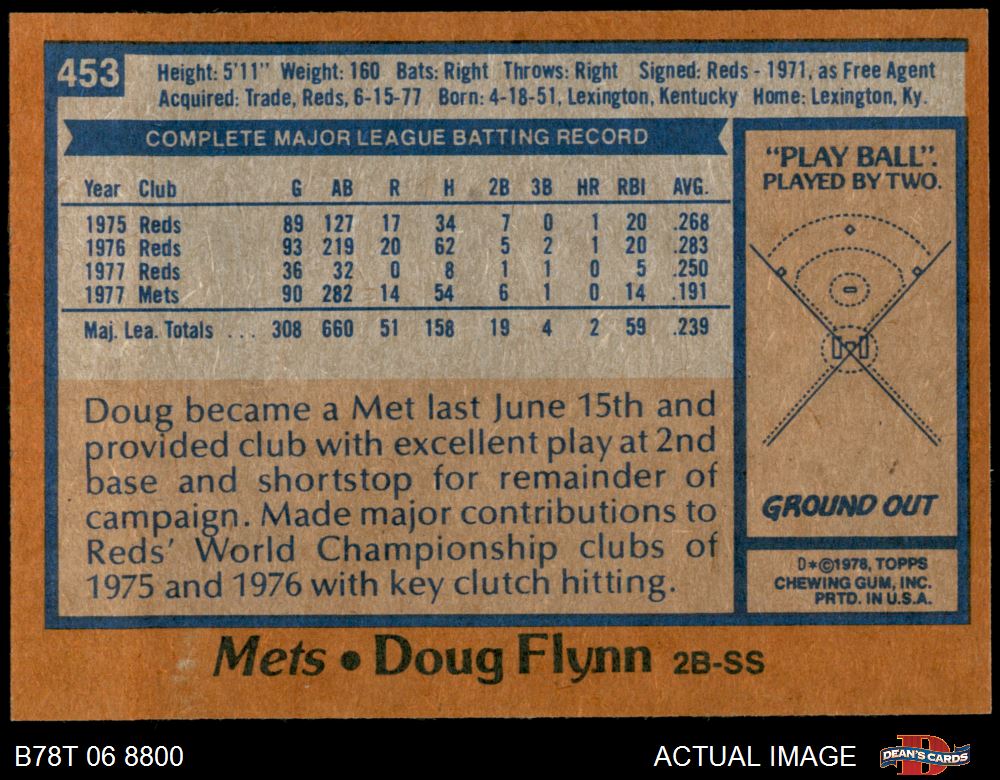 453
Height: 5'11" Weight: 160 Bats: Right Throws: Right Signed: Reds - 1971, as Free Agent
Acquired: Trade, Reds, 6-15-77 Born: 4-18-51, Lexington, Kentucky Home: Lexington, Ky.
COMPLETE MAJOR LEAGUE BATTING RECORD
Year Club G AB R H 2B 3B HR RBI AVG.
1975 Reds 89 127 17 34 7 0 1 20 .268
1976 Reds 93 219 20 62 5 2 1 20 .283
1977 Reds 36 32 0 8 1 1 0 5 .250
1977 Mets 90 282 14 54 6 1 0 14 .191
Maj. Lea. Totals ... 308 660 51 158 19 4 2 59 .239
Doug became a Met last June 15th and
provided club with excellent play at 2nd
base and shortstop for remainder of
campaign. Made major contributions to
Reds' World Championship clubs of
1975 and 1976 with key clutch hitting.
"PLAY BALL".
PLAYED BY TWO.
GROUND OUT
D*©1978, TOPPS
CHEWING GUM, INC.
PRTD. IN U.S.A.
Mets • Doug Flynn 2B-SS
B78T 06 8800
ACTUAL IMAGE
D
DEAN'S CARDS